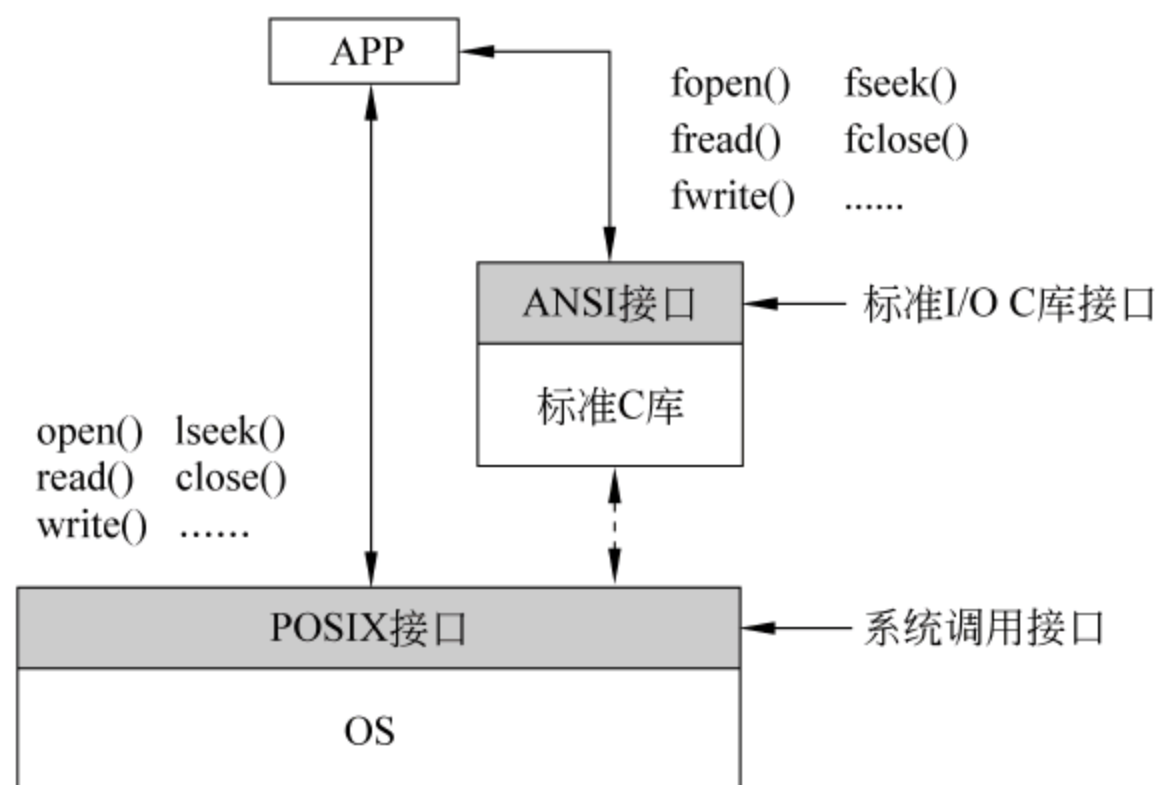 APP
fopen() fseek()
fread() fclose()
fwrite() ......
ANSI接口
标准I/O C库接口
标准C库
open() lseek()
read() close()
write() ......
POSIX接口
系统调用接口
OS